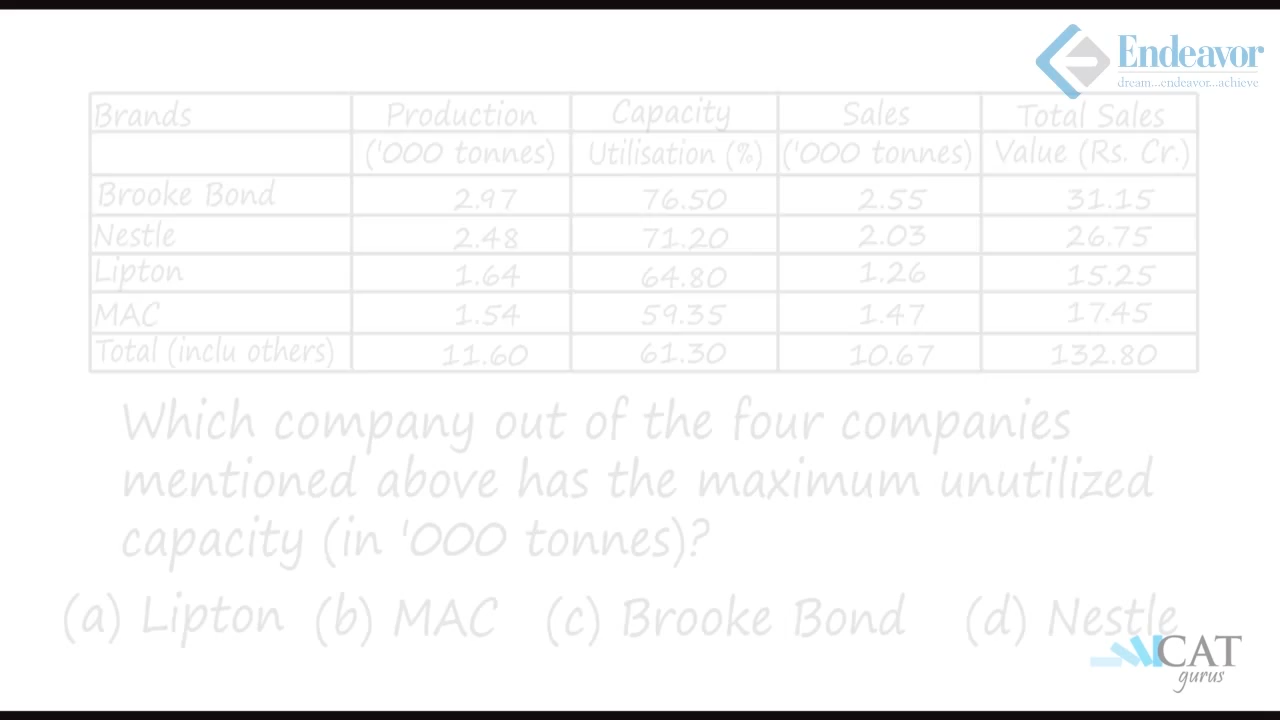 Endeavor
dream...endeavor...achieve
Brands Production Capacity Sales Total Sales
('000 tonnes) Utilisation (%) ('000 tonnes) Value (Rs. Cr.)
Brooke Bond 2.97 76.50 2.55 31.15
Nestle 2.48 71.20 2.03 26.75
Lipton 1.64 64.80 1.26 15.25
MAC 1.54 59.35 1.47 17.45
Total (inclu others) 11.60 61.30 10.67 132.80
Which company out of the four companies
mentioned above has the maximum unutilized
capacity (in '000 tonnes)?
(a) Lipton (b) MAC (c) Brooke Bond (d) Nestle
CAT
gurus